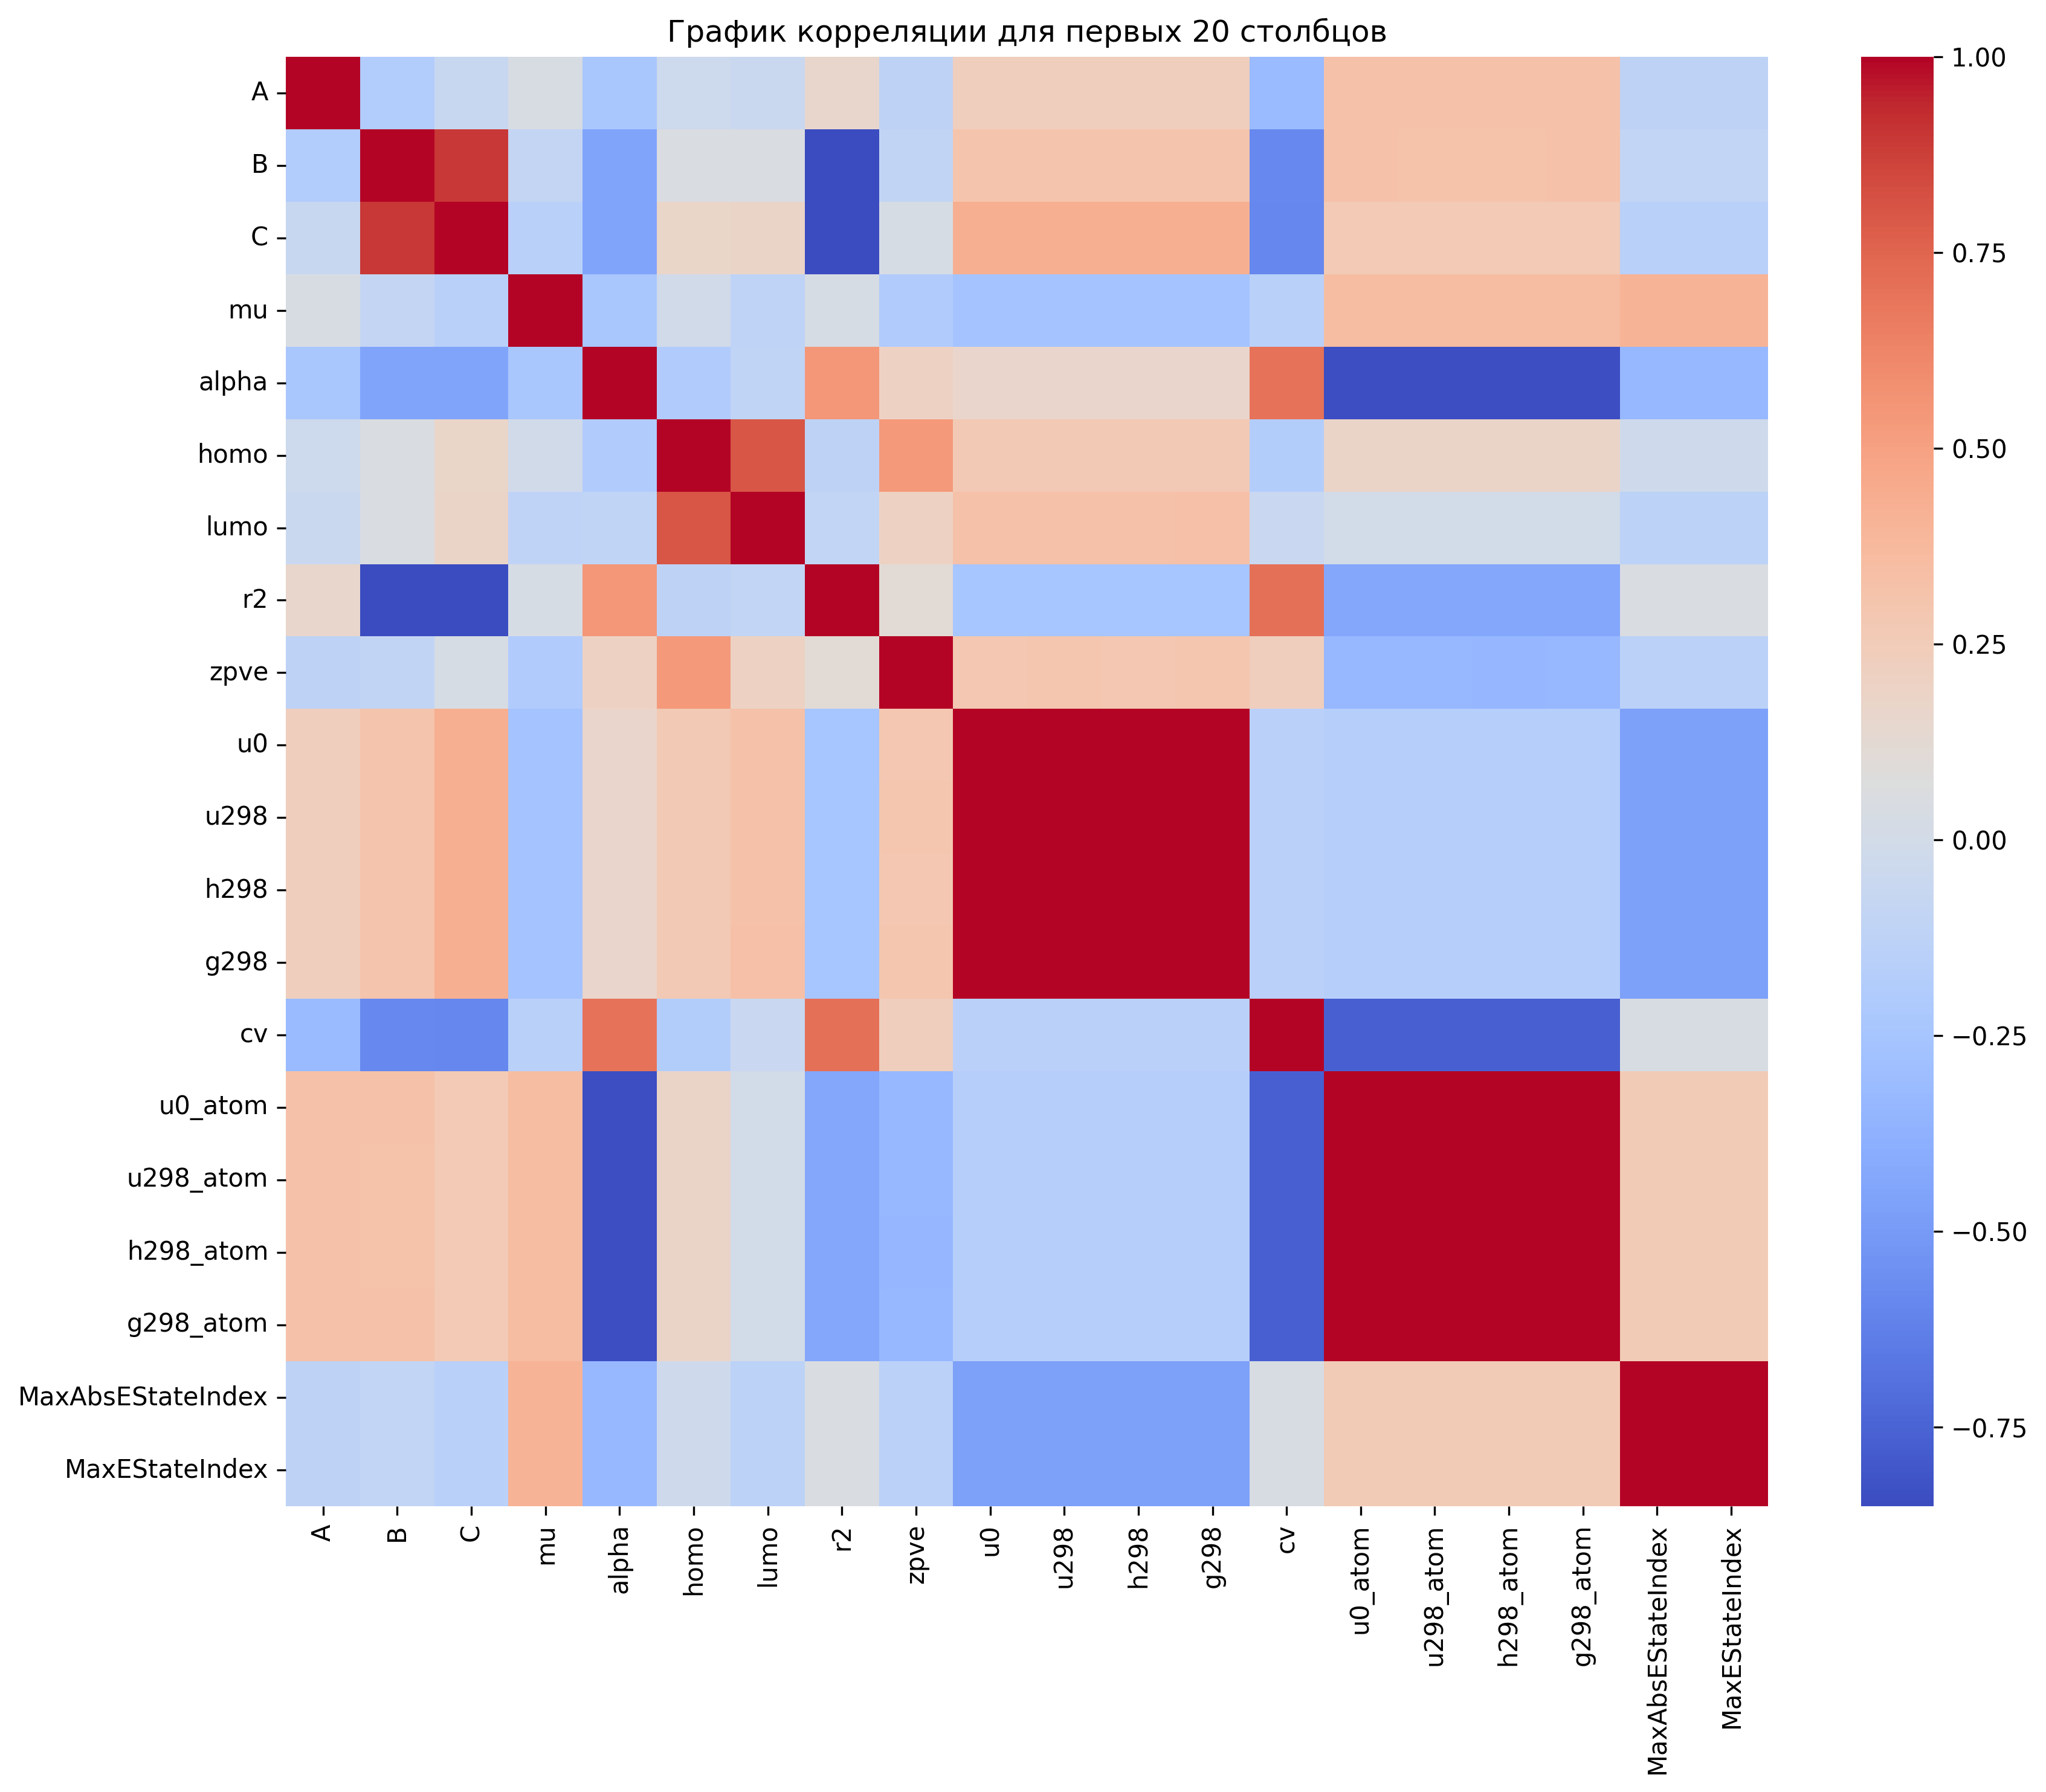 График корреляции для первых 20 столбцов
A
B
C
mu
alpha
homo
lumo
r2
zpve
u0
u298
h298
g298
cv
u0_atom
u298_atom
h298_atom
g298_atom
MaxAbsEStateIndex
MaxEStateIndex
A
B
C
mu
alpha
homo
lumo
r2
zpve
u0
u298
h298
g298
cv
u0_atom
u298_atom
h298_atom
g298_atom
MaxAbsEStateIndex
MaxEStateIndex
1.00
0.75
0.50
0.25
0.00
−0.25
−0.50
−0.75